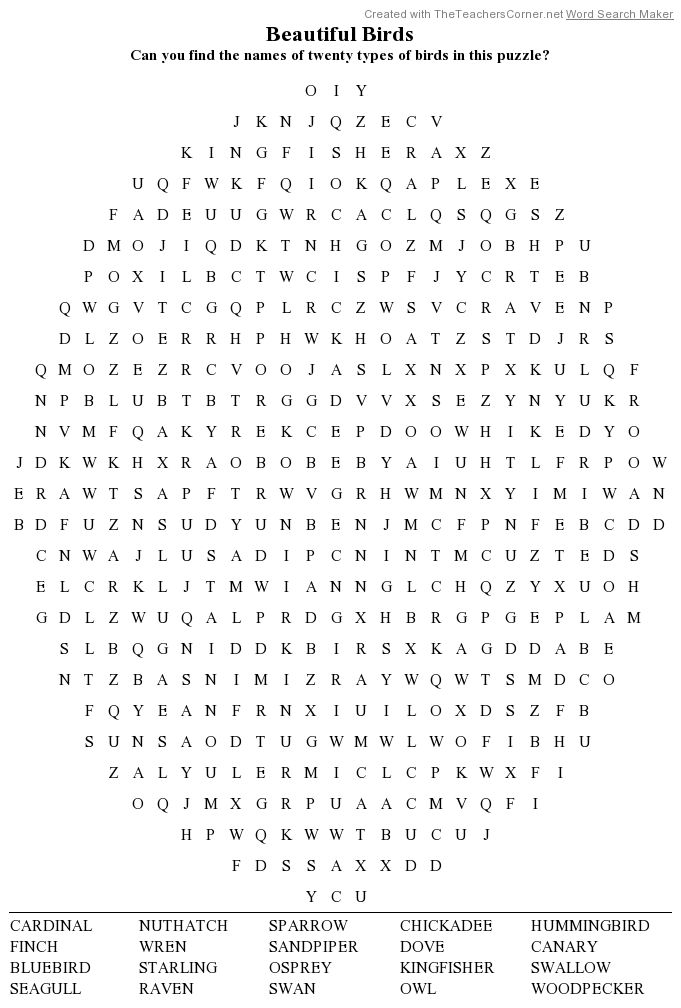 Created with TheTeachersCorner.net Word Search Maker
Beautiful Birds
Can you find the names of twenty types of birds in this puzzle?
O I Y
J K N J Q Z E C V
K I N G F I S H E R A X Z
U Q F W K F Q I O K Q A P L E X E
F A D E U U G W R C A C L Q S Q G S Z
D M O J I Q D K T N H G O Z M J O B H P U
P O X I L B C T W C I S P F J Y C R T E B
Q W G V T C G Q P L R C Z W S V C R A V E N P
D L Z O E R R H P H W K H O A T Z S T D J R S
Q M O Z E Z R C V O O J A S L X N X P X K U L Q F
N P B L U B T B T R G G D V V X S E Z Y N Y U K R
N V M F Q A K Y R E K C E P D O O W H I K E D Y O
J D K W K H X R A O B O B E B Y A I U H T L F R P O W
E R A W T S A P F T R W V G R H W M N X Y I M I W A N
B D F U Z N S U D Y U N B E N J M C F P N F E B C D D
C N W A J L U S A D I P C N I N T M C U Z T E D S
E L C R K L J T M W I A N N G L C H Q Z Y X U O H
G D L Z W U Q A L P R D G X H B R G P G E P L A M
S L B Q G N I D D K B I R S X K A G D D A B E
N T Z B A S N I M I Z R A Y W Q W T S M D C O
F Q Y E A N F R N X I U I L O X D S Z F B
S U N S A O D T U G W M W L W O F I B H U
Z A L Y U L E R M I C L C P K W X F I
O Q J M X G R P U A A C M V Q F I
H P W Q K W W T B U C U J
F D S S A X X D D
Y C U
CARDINAL NUTHATCH SPARROW CHICKADEE HUMMINGBIRD
FINCH WREN SANDPIPER DOVE CANARY
BLUEBIRD STARLING OSPREY KINGFISHER SWALLOW
SEAGULL RAVEN SWAN OWL WOODPECKER